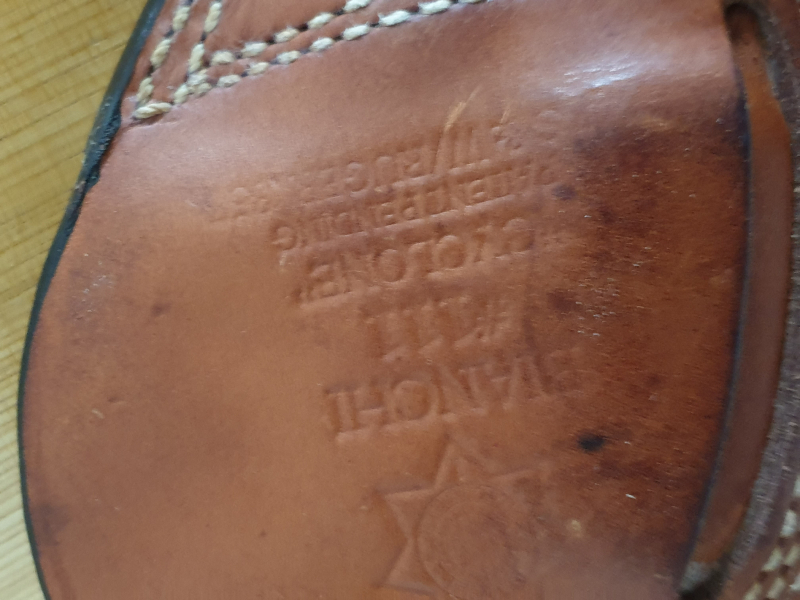 BIANCHI
#111
"CYCLONE"
PATENT PENDING
/RUGER